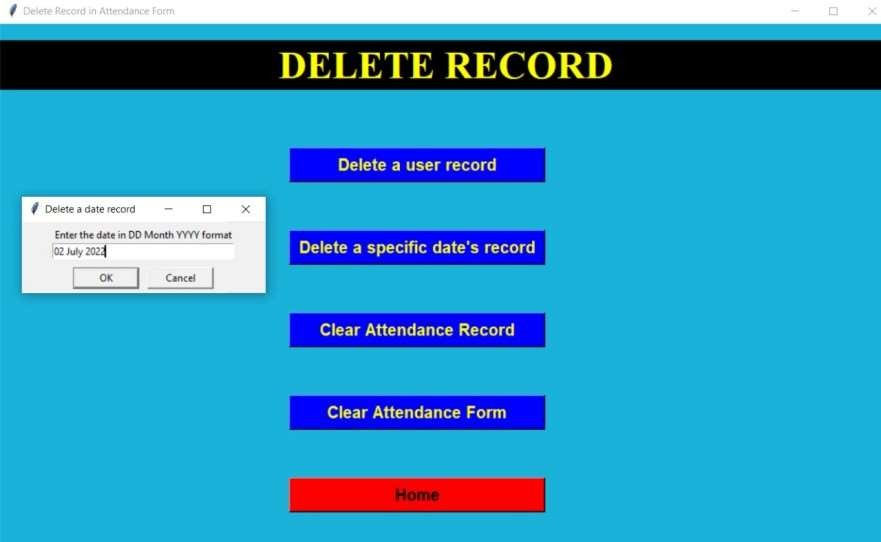 Delete Record in Attendance Form
DELETE RECORD
Delete a user record
Delete a date record
Enter the date in DD Month YYYY format
02 July 2022
OK Cancel
Delete a specific date's record
Clear Attendance Record
Clear Attendance Form
Home